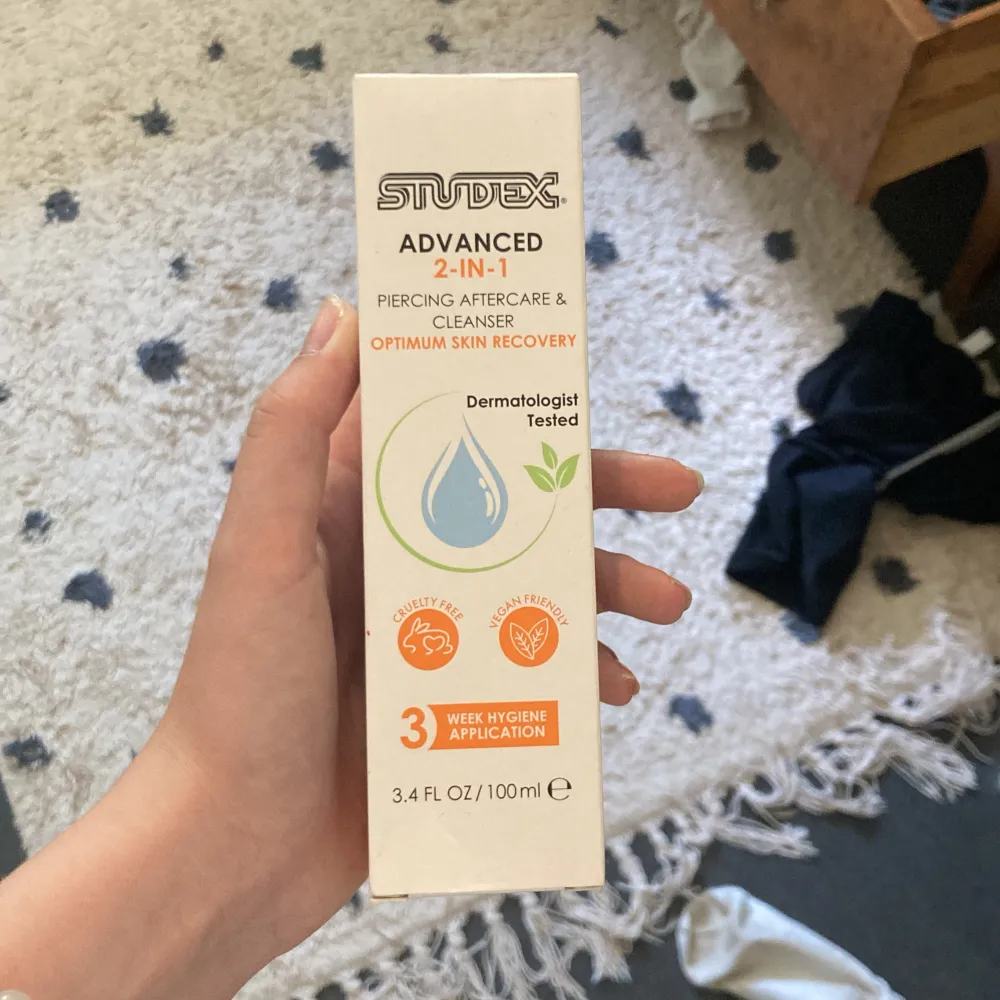 STUDEX®
ADVANCED
2-IN-1
PIERCING AFTERCARE &
CLEANSER
OPTIMUM SKIN RECOVERY
Dermatologist
Tested
CRUELTY FREE
VEGAN FRIENDLY
3 WEEK HYGIENE
APPLICATION
3.4 FL OZ/100ml ℮